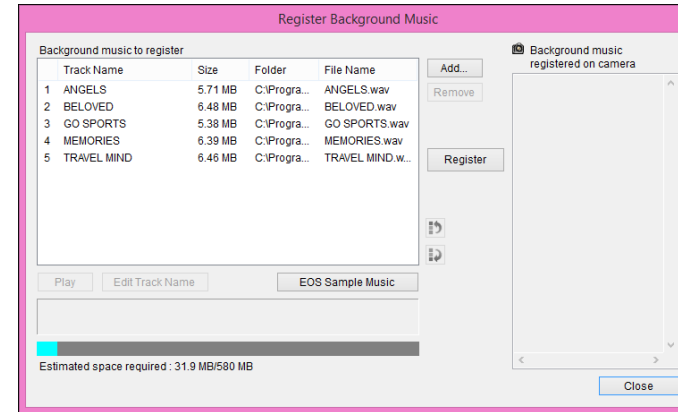 Register Background Music
Background music to register
Track Name Size Folder File Name
1 ANGELS 5.71 MB C:\Progra... ANGELS.wav
2 BELOVED 6.48 MB C:\Progra... BELOVED.wav
3 GO SPORTS 5.38 MB C:\Progra... GO SPORTS.wav
4 MEMORIES 6.39 MB C:\Progra... MEMORIES.wav
5 TRAVEL MIND 6.46 MB C:\Progra... TRAVEL MIND.w...
Add...
Remove
Register
Background music
registered on camera
Play Edit Track Name EOS Sample Music
Estimated space required : 31.9 MB/580 MB
Close